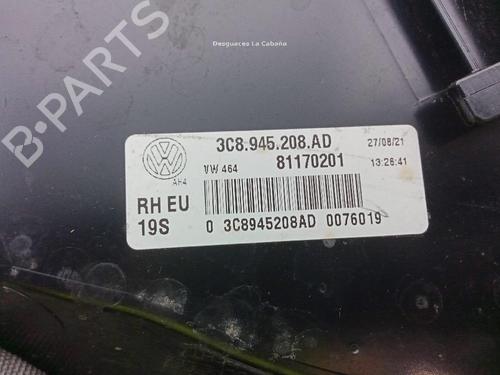 Desguaces La Cabaña
B-PARTS
3C8.945.208.AD 27/08/21
VW 464 81170201 13:26:41
AH4
RH EU
19S 0 3C8945208AD 0076019